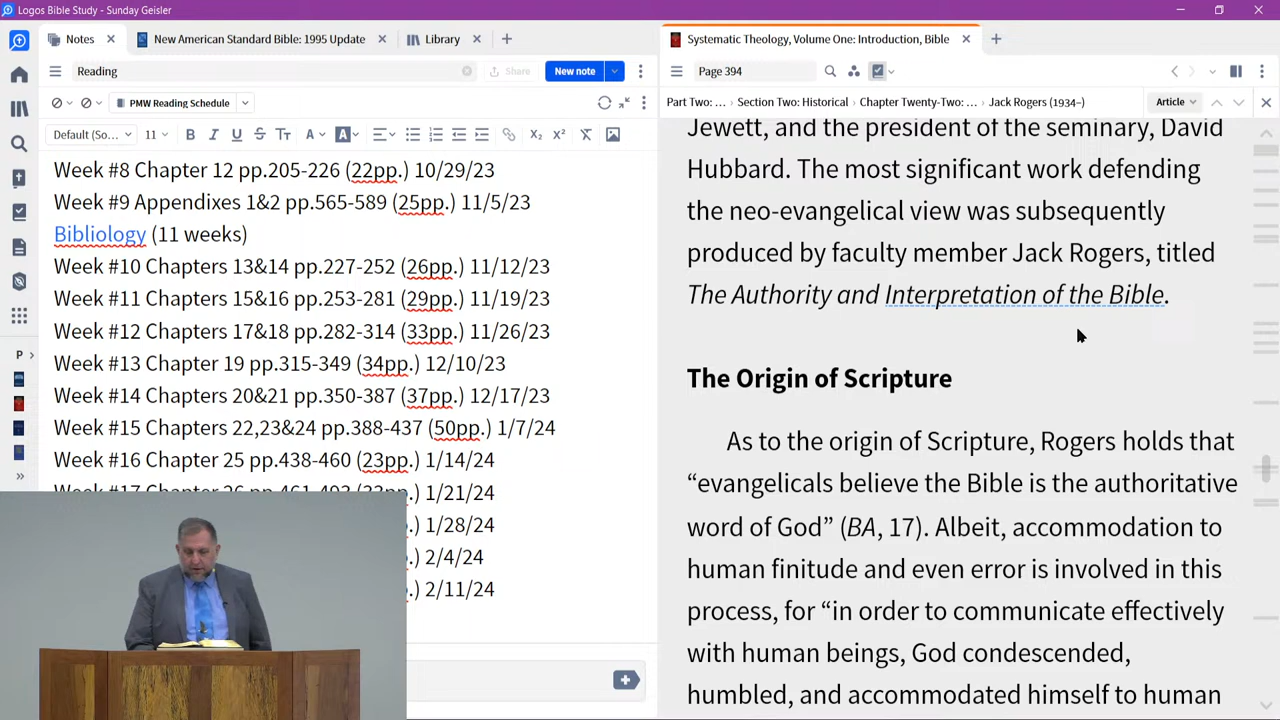 Logos Bible Study - Sunday Geisler
Notes
New American Standard Bible: 1995 Update
Library
Reading
Share
New note
PMW Reading Schedule
Default (So...
11
Week #8 Chapter 12 pp.205-226 (22pp.) 10/29/23
Week #9 Appendixes 1&2 pp.565-589 (25pp.) 11/5/23
Bibliology (11 weeks)
Week #10 Chapters 13&14 pp.227-252 (26pp.) 11/12/23
Week #11 Chapters 15&16 pp.253-281 (29pp.) 11/19/23
Week #12 Chapters 17&18 pp.282-314 (33pp.) 11/26/23
Week #13 Chapter 19 pp.315-349 (34pp.) 12/10/23
Week #14 Chapters 20&21 pp.350-387 (37pp.) 12/17/23
Week #15 Chapters 22,23&24 pp.388-437 (50pp.) 1/7/24
Week #16 Chapter 25 pp.438-460 (23pp.) 1/14/24
1/21/24
.) 1/28/24
.) 2/4/24
.) 2/11/24
P
Systematic Theology, Volume One: Introduction, Bible
Page 394
Part Two: ... › Section Two: Historical › Chapter Twenty-Two: ... › Jack Rogers (1934–)
Article
Jewett, and the president of the seminary, David
Hubbard. The most significant work defending
the neo-evangelical view was subsequently
produced by faculty member Jack Rogers, titled
The Authority and Interpretation of the Bible.
The Origin of Scripture
As to the origin of Scripture, Rogers holds that
“evangelicals believe the Bible is the authoritative
word of God” (BA, 17). Albeit, accommodation to
human finitude and even error is involved in this
process, for “in order to communicate effectively
with human beings, God condescended,
humbled, and accommodated himself to human